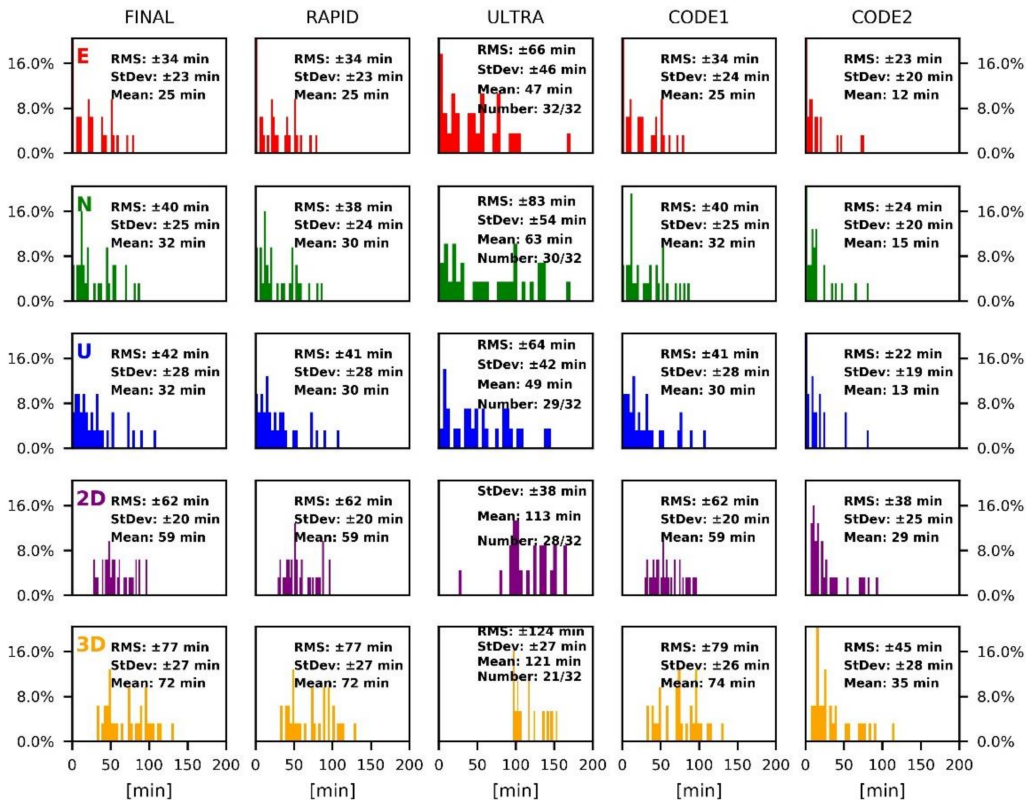 FINAL RAPID ULTRA CODE1 CODE2
E
16.0%
8.0%
0.0%
RMS: ±34 min
StDev: ±23 min
Mean: 25 min
RMS: ±34 min
StDev: ±23 min
Mean: 25 min
RMS: ±66 min
StDev: ±46 min
Mean: 47 min
Number: 32/32
RMS: ±34 min
StDev: ±24 min
Mean: 25 min
RMS: ±23 min
StDev: ±20 min
Mean: 12 min
16.0%
8.0%
0.0%
N
16.0%
8.0%
0.0%
RMS: ±40 min
StDev: ±25 min
Mean: 32 min
RMS: ±38 min
StDev: ±24 min
Mean: 30 min
RMS: ±83 min
StDev: ±54 min
Mean: 63 min
Number: 30/32
RMS: ±40 min
StDev: ±25 min
Mean: 32 min
RMS: ±24 min
StDev: ±20 min
Mean: 15 min
16.0%
8.0%
0.0%
U
16.0%
8.0%
0.0%
RMS: ±42 min
StDev: ±28 min
Mean: 32 min
RMS: ±41 min
StDev: ±28 min
Mean: 30 min
RMS: ±64 min
StDev: ±42 min
Mean: 49 min
Number: 29/32
RMS: ±41 min
StDev: ±28 min
Mean: 30 min
RMS: ±22 min
StDev: ±19 min
Mean: 13 min
16.0%
8.0%
0.0%
2D
16.0%
8.0%
0.0%
RMS: ±62 min
StDev: ±20 min
Mean: 59 min
RMS: ±62 min
StDev: ±20 min
Mean: 59 min
StDev: ±38 min
Mean: 113 min
Number: 28/32
RMS: ±62 min
StDev: ±20 min
Mean: 59 min
RMS: ±38 min
StDev: ±25 min
Mean: 29 min
16.0%
8.0%
0.0%
3D
16.0%
8.0%
0.0%
RMS: ±77 min
StDev: ±27 min
Mean: 72 min
RMS: ±77 min
StDev: ±27 min
Mean: 72 min
RMS: ±124 min
StDev: ±27 min
Mean: 121 min
Number: 21/32
RMS: ±79 min
StDev: ±26 min
Mean: 74 min
RMS: ±45 min
StDev: ±28 min
Mean: 35 min
16.0%
8.0%
0.0%
0 50 100 150 200 0 50 100 150 200 0 50 100 150 200 0 50 100 150 200 0 50 100 150 200
[min] [min] [min] [min] [min]